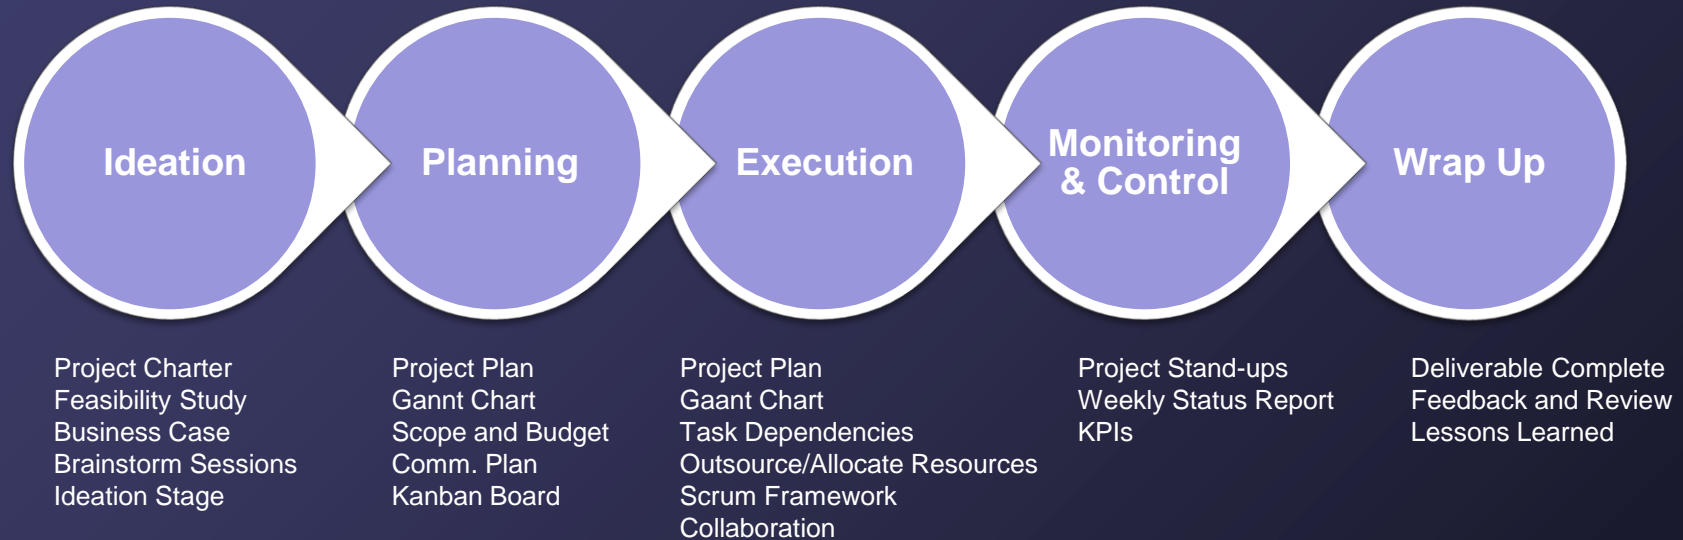 Ideation
Planning
Execution
Monitoring
& Control
Wrap Up
Project Charter
Feasibility Study
Business Case
Brainstorm Sessions
Ideation Stage
Project Plan
Gannt Chart
Scope and Budget
Comm. Plan
Kanban Board
Project Plan
Gaant Chart
Task Dependencies
Outsource/Allocate Resources
Scrum Framework
Collaboration
Project Stand-ups
Weekly Status Report
KPIs
Deliverable Complete
Feedback and Review
Lessons Learned